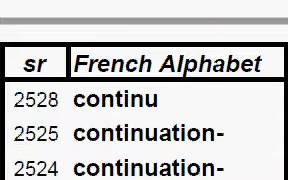 sr French Alphabet
2528 continu
2525 continuation-
2524 continuation-